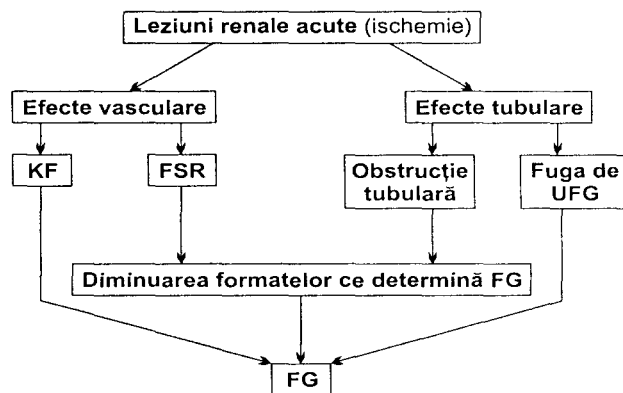 Leziuni renale acute (ischemie)
Efecte vasculare
Efecte tubulare
KF
FSR
Obstrucție
tubulară
Fuga de
UFG
Diminuarea formatelor ce determină FG
FG